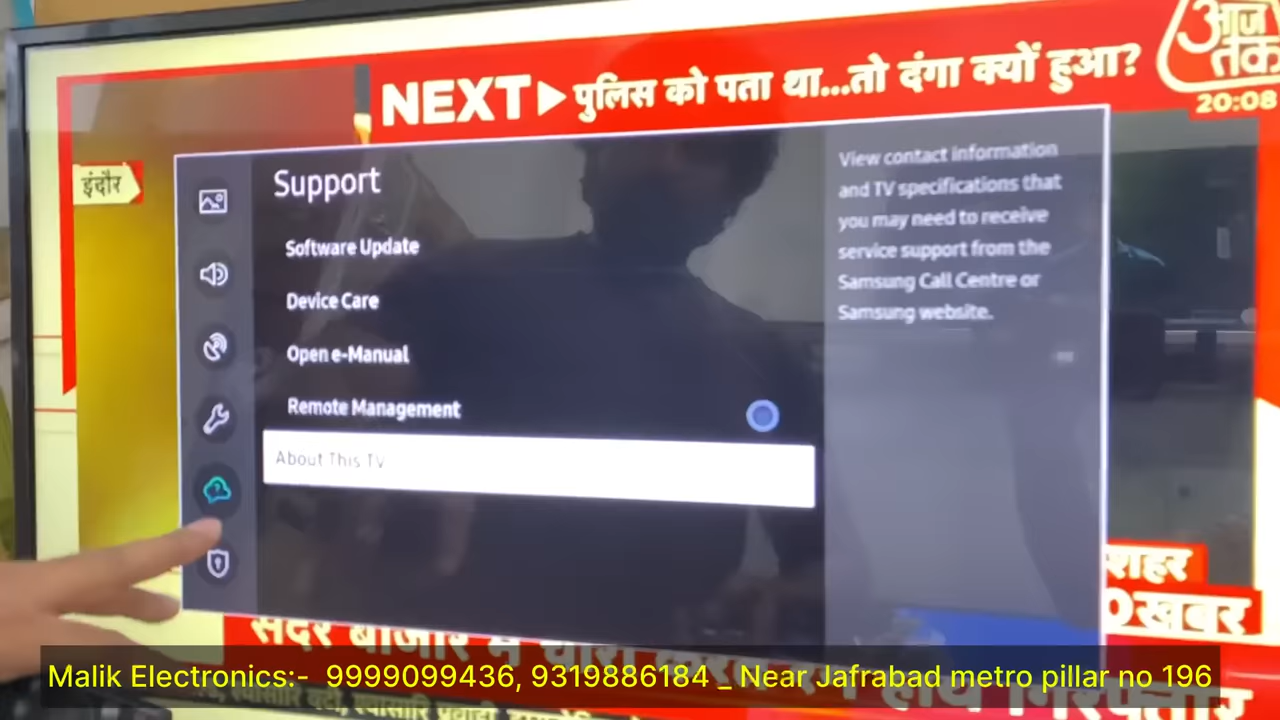 NEXT▶पुलिस को पता था...तो दंगा क्यों हुआ?
आज
तक
20:08
इंदौर
Support
Software Update
Device Care
Open e-Manual
Remote Management
About This TV
View contact information
and TV specifications that
you may need to receive
service support from the
Samsung Call Centre or
Samsung website.
शहर
खबर
सदर बाजार में
Malik Electronics:- 9999099436, 9319886184 _ Near Jafrabad metro pillar no 196